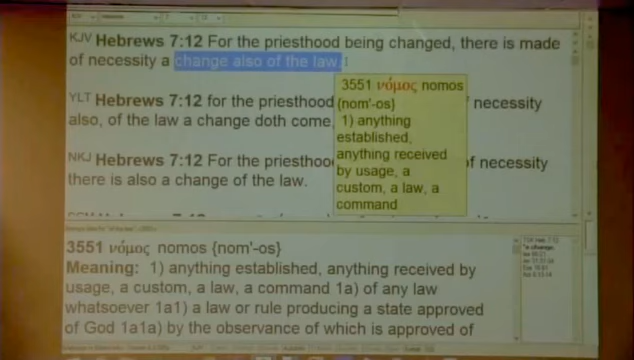 KJV Hebrews 7:12 For the priesthood being changed, there is made
of necessity a change also of the law.
YLT Hebrews 7:12 for the priesthood
of necessity
also, of the law a change doth come,
NKJ Hebrews 7:12 For the priesthoo
of necessity
there is also a change of the law.
3551 νόμος nomos
{nom'-os}
1) anything
established,
anything received
by usage, a
custom, a law, a
command
3551 νόμος nomos {nom'-os}
Meaning: 1) anything established, anything received by
usage, a custom, a law, a command 1a) of any law
whatsoever 1a1) a law or rule producing a state approved
of God 1a1a) by the observance of which is approved of